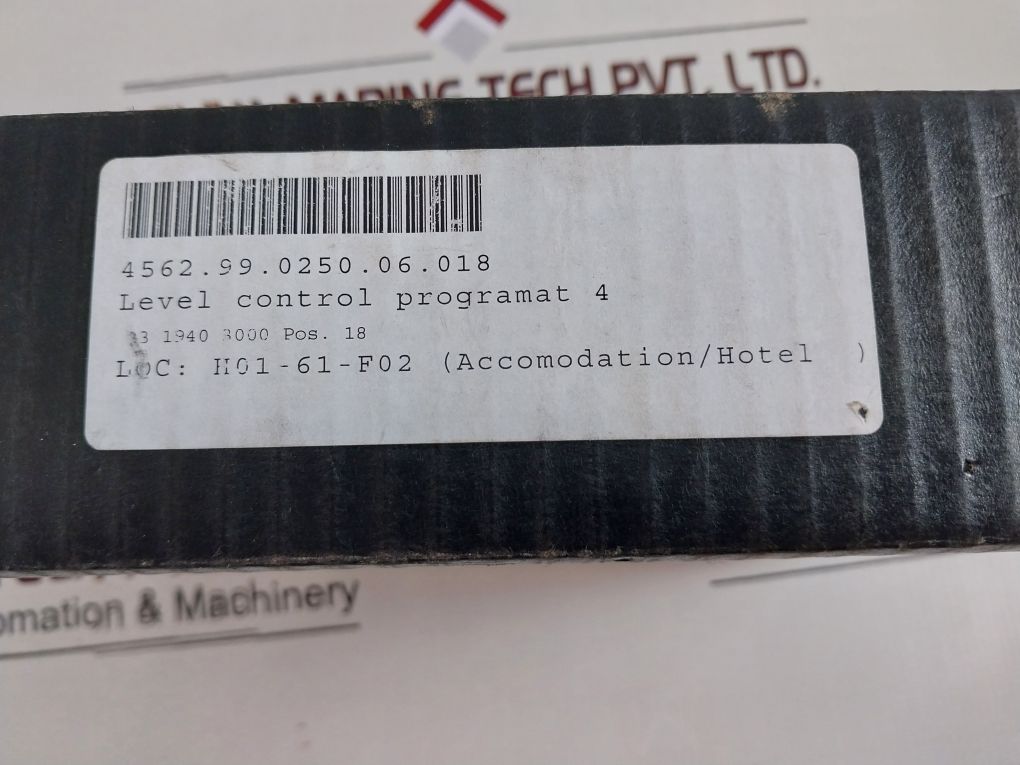 MARINE TECH PVT. LTD.
4562.99.0250.06.018
Level control programat 4
1940 3000 Pos. 18
LOC: H01-61-F02 (Accomodation/Hotel )
& Machinery